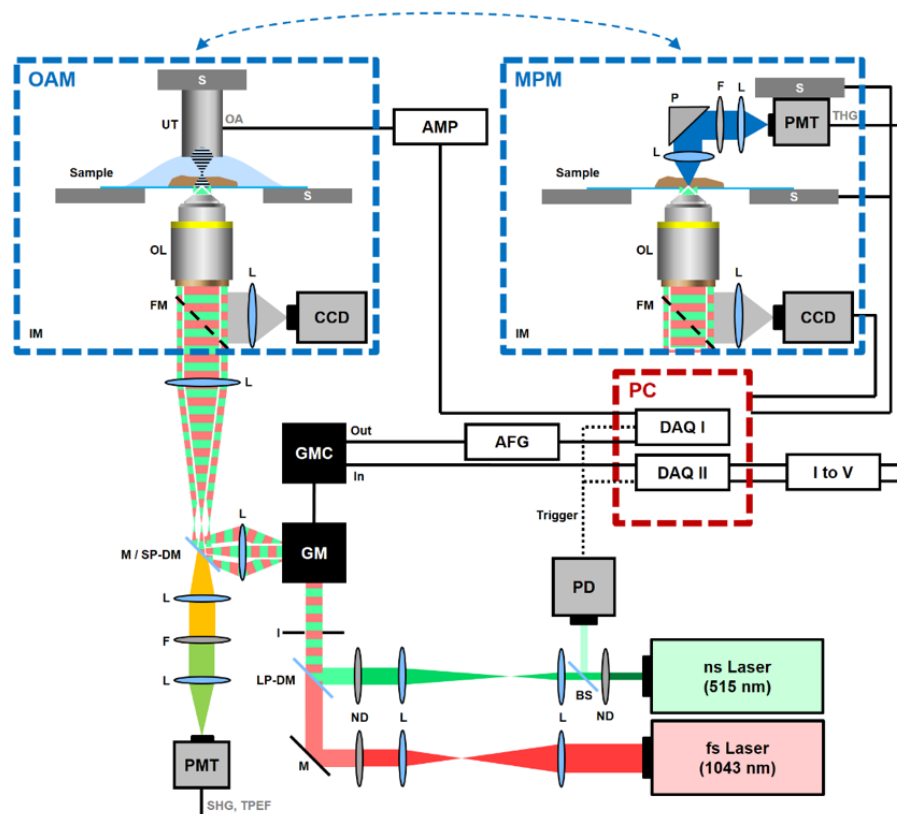 OAM
S
UT
OA
Sample
S
OL
L
FM
CCD
IM
L
AMP
MPM
P
F
L
S
PMT
THG
L
Sample
S
OL
L
FM
CCD
IM
PC
DAQ I
DAQ II
I to V
Trigger
Out
GMC
In
AFG
L
GM
M / SP-DM
L
F
L
PMT
SHG, TPEF
I
LP-DM
ND
L
PD
L
BS
ND
ns Laser
(515 nm)
M
ND
L
L
fs Laser
(1043 nm)